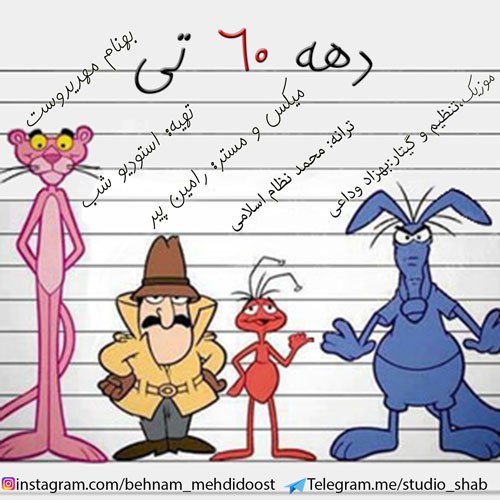 دهه ۶۰ تی
بهنام مهدیدوست
تهیه: استودیو شب
میکس و مستر: رامین پیر
ترانه: محمد نظام اسلامی
موزیک،تنظیم و گیتار:بهزاد وداعی
instagram.com/behnam_mehdidoost
Telegram.me/studio_shab